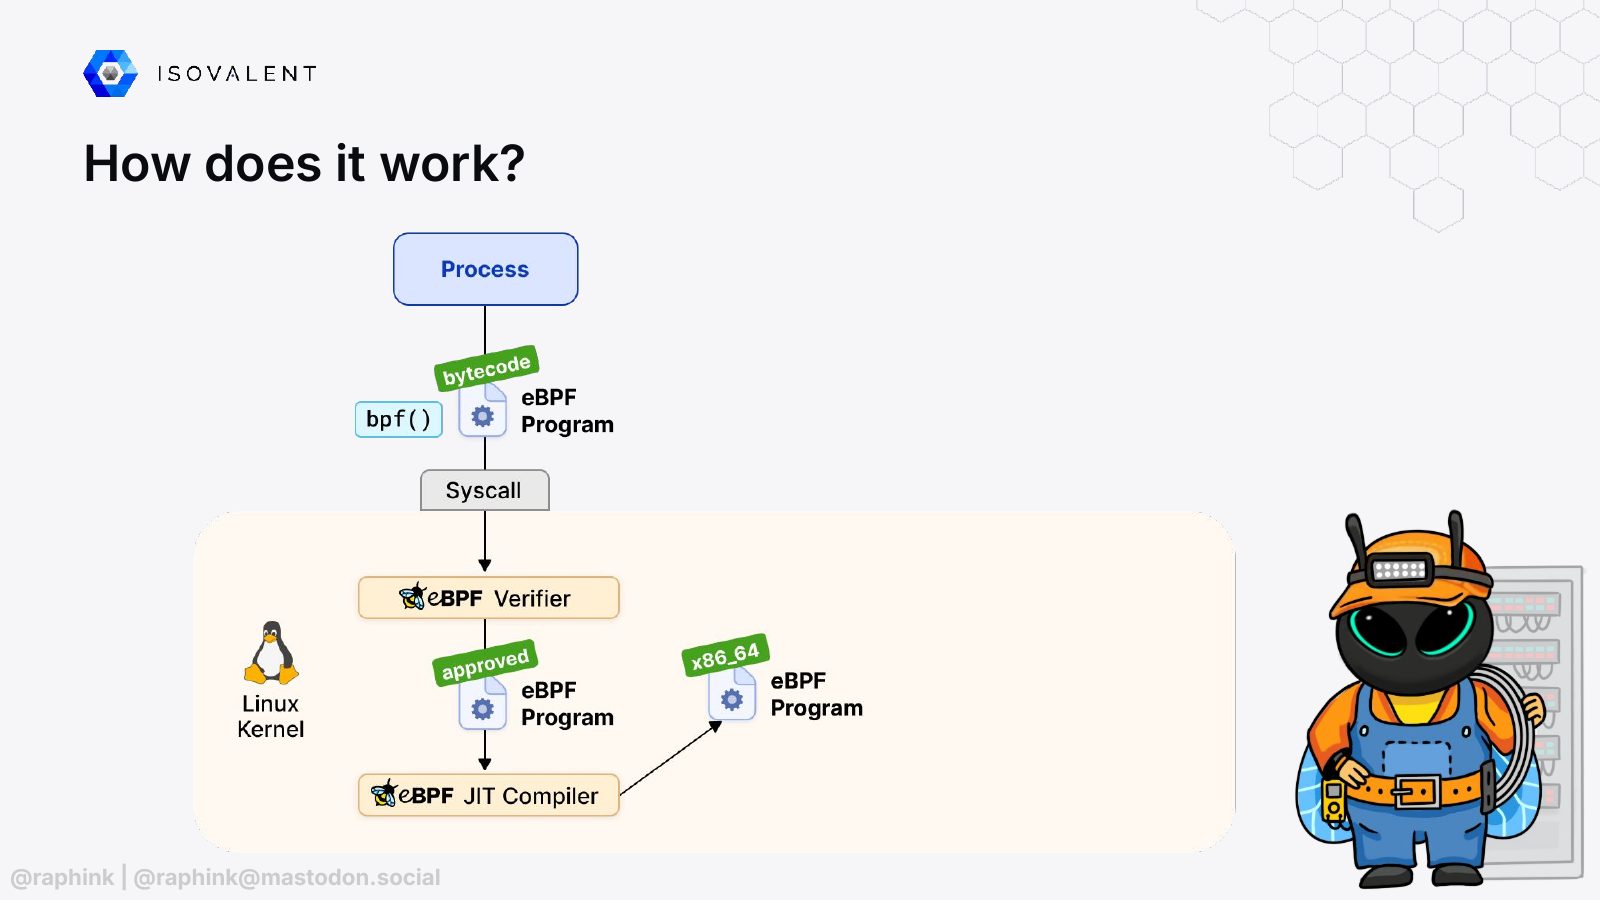 ISOVALENT
How does it work?
Process
bytecode
bpf()
eBPF
Program
Syscall
eBPF Verifier
approved
eBPF
Program
x86_64
eBPF
Program
Linux
Kernel
eBPF JIT Compiler
@raphink | @raphink@mastodon.social